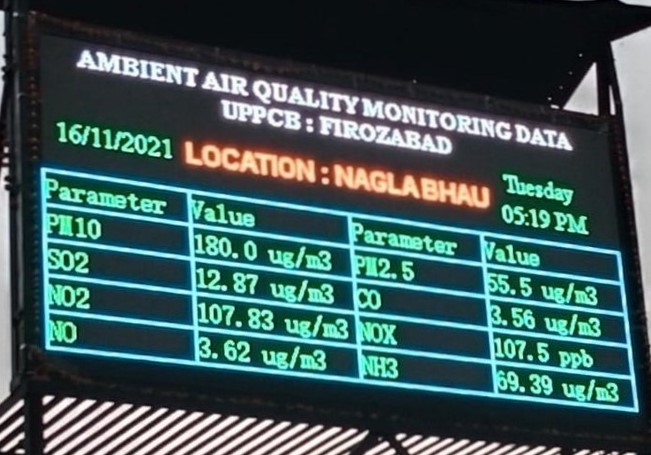 AMBIENT AIR QUALITY MONITORING DATA
UPPCB : FIROZABAD
16/11/2021 LOCATION : NAGLA BHAU Tuesday
05:19 PM
Parameter Value Parameter Value
PM10 180.0 ug/m3 PM2.5 55.5 ug/m3
SO2 12.87 ug/m3 CO 3.56 ug/m3
NO2 107.83 ug/m3 NOX 107.5 ppb
NO 3.62 ug/m3 NH3 69.39 ug/m3